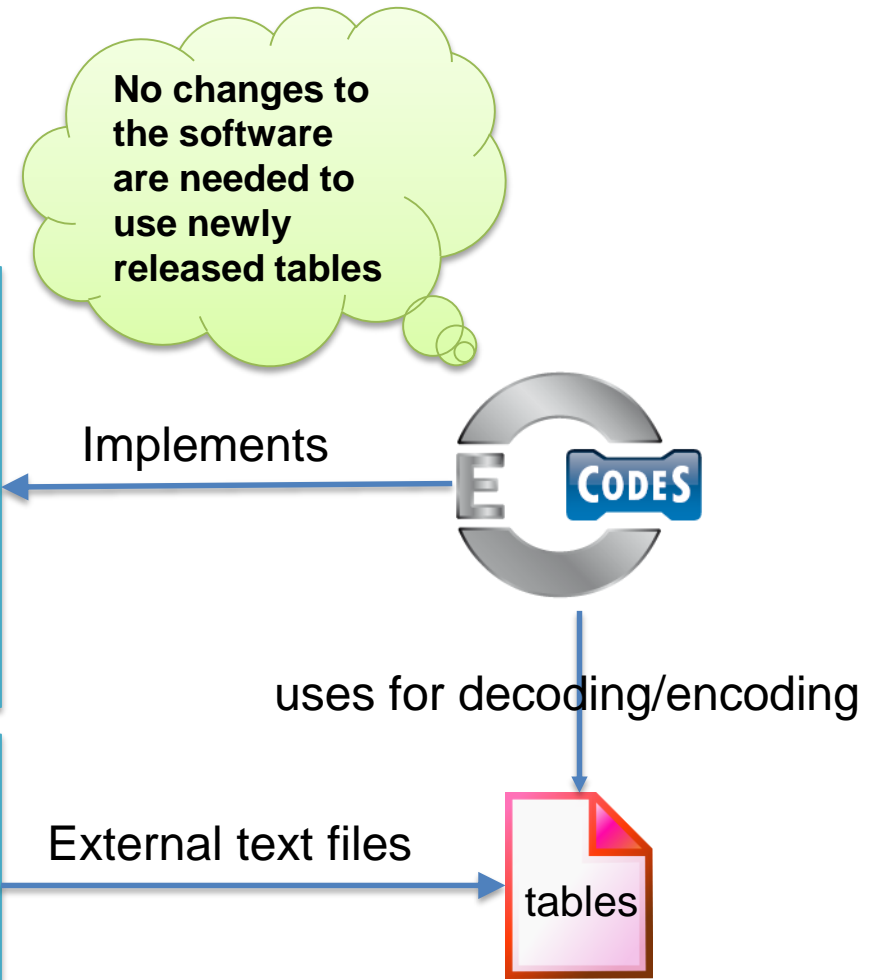 No changes to
the software
are needed to
use newly
released tables
Implements
E CODES
uses for decoding/encoding
External text files
tables